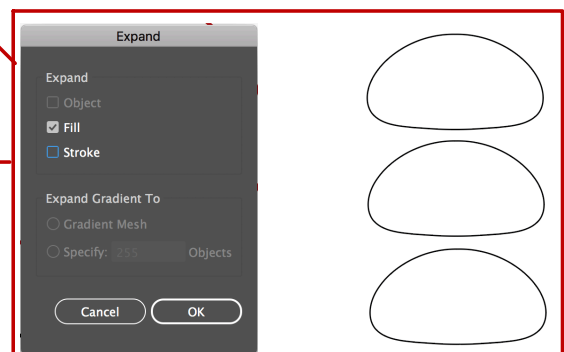 Expand
Expand
Object
Fill
Stroke
Expand Gradient To
Gradient Mesh
Specify: 255 Objects
Cancel OK